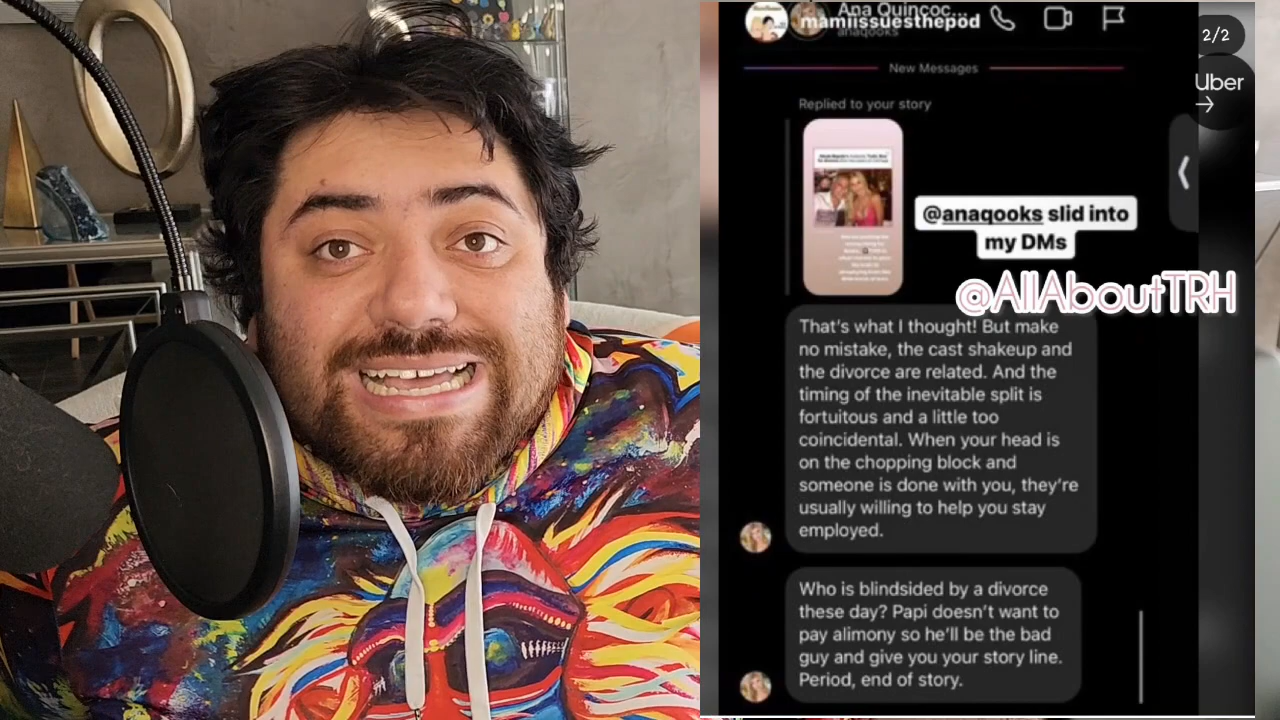 Ana Quincoc...
mamiissuesthepod
anaqooks
2/2
New Messages
Uber
Replied to your story
@anaqooks slid into
my DMs
@AllAboutTRH
That's what I thought! But make
no mistake, the cast shakeup and
the divorce are related. And the
timing of the inevitable split is
fortuitous and a little too
coincidental. When your head is
on the chopping block and
someone is done with you, they're
usually willing to help you stay
employed.
Who is blindsided by a divorce
these day? Papi doesn't want to
pay alimony so he'll be the bad
guy and give you your story line.
Period, end of story.